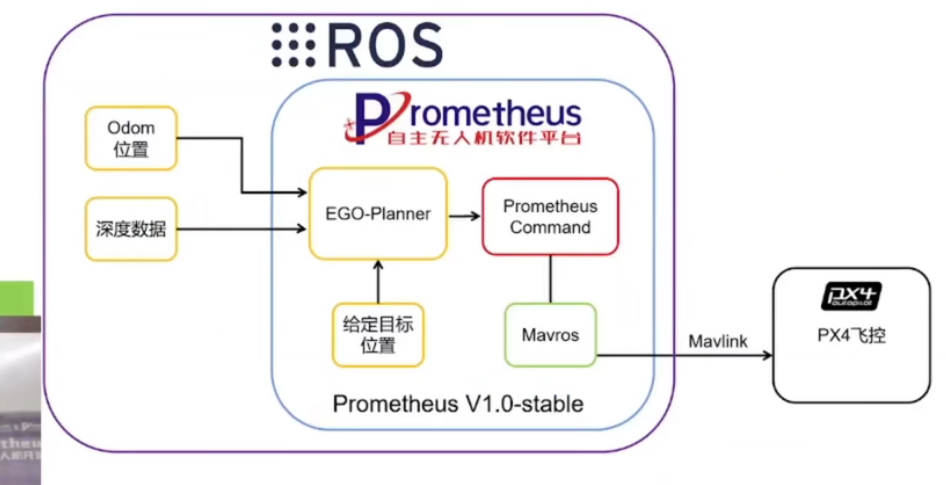 ROS
Prometheus
自主无人机软件平台
Odom
位置
深度数据
EGO-Planner
Prometheus
Command
给定目标
位置
Mavros
Mavlink
PX4
autopilot
PX4飞控
Prometheus V1.0-stable